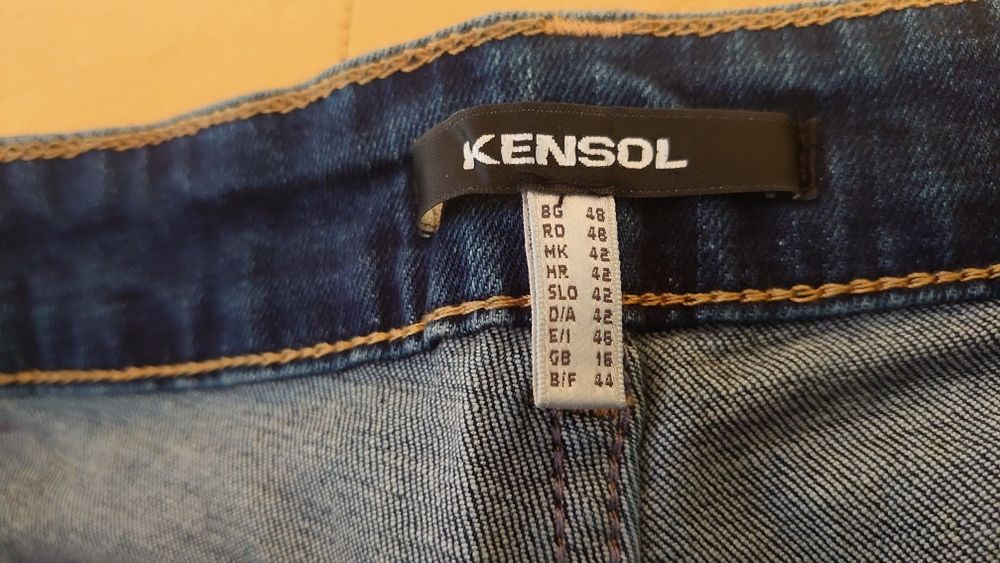 KENSOL
BG 48
RO 48
MK 42
HR 42
SLO 42
D/A 42
E/I 46
GB 16
B/F 44